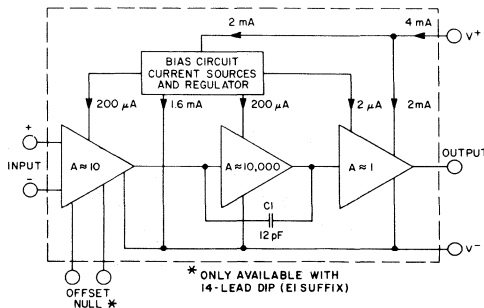 2 mA
4 mA
V+
BIAS CIRCUIT
CURRENT SOURCES
AND REGULATOR
200 µA
1.6 mA
200 µA
2 µA
2mA
+
INPUT
-
A≈10
A≈10,000
A≈1
OUTPUT
C1
12 pF
V-
OFFSET
NULL *
* ONLY AVAILABLE WITH
14-LEAD DIP (E1 SUFFIX)